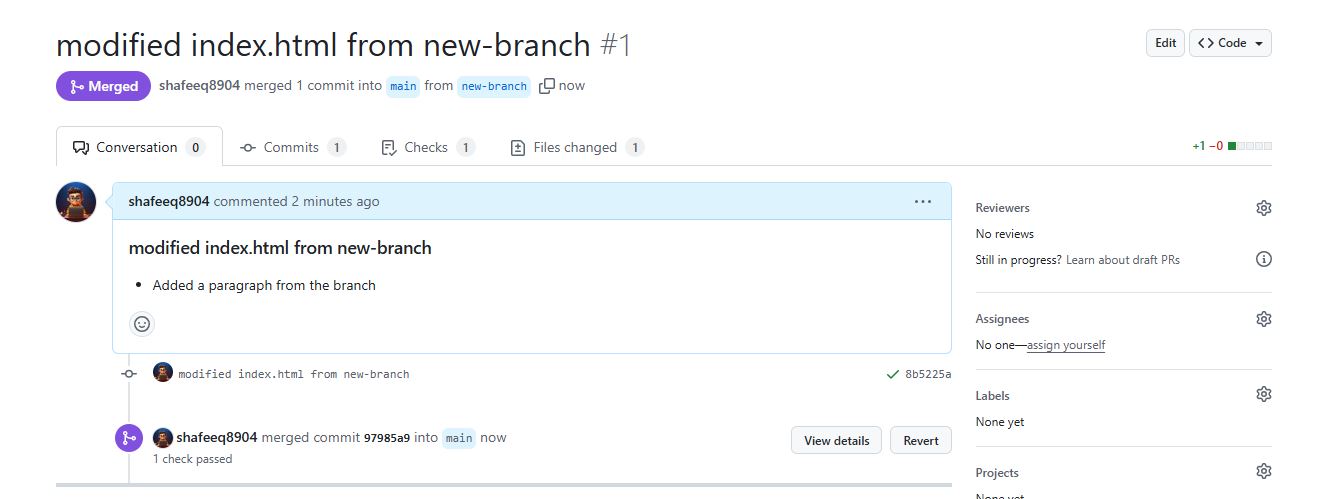 modified index.html from new-branch #1
Edit
Code
Merged
shafeeq8904 merged 1 commit into main from new-branch now
Conversation 0
Commits 1
Checks 1
Files changed 1
+1 −0
shafeeq8904 commented 2 minutes ago
modified index.html from new-branch
• Added a paragraph from the branch
modified index.html from new-branch
8b5225a
shafeeq8904 merged commit 97985a9 into main now
1 check passed
View details
Revert
Reviewers
No reviews
Still in progress? Learn about draft PRs
Assignees
No one—assign yourself
Labels
None yet
Projects
None yet